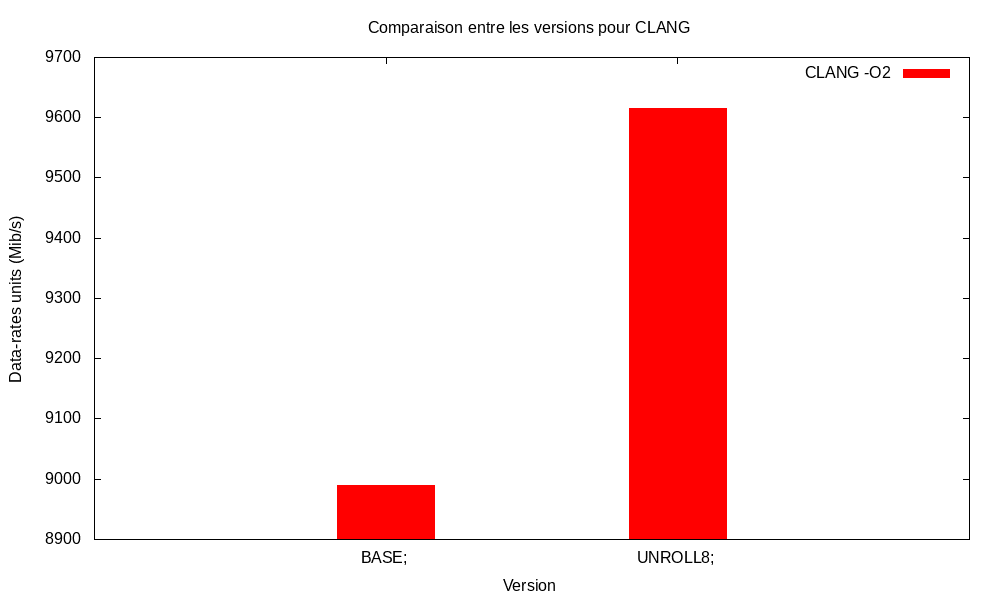 Comparaison entre les versions pour CLANG
9700
CLANG -O2
9600
9500
9400
9300
9200
9100
9000
8900
Data-rates units (Mib/s)
BASE;
UNROLL8;
Version